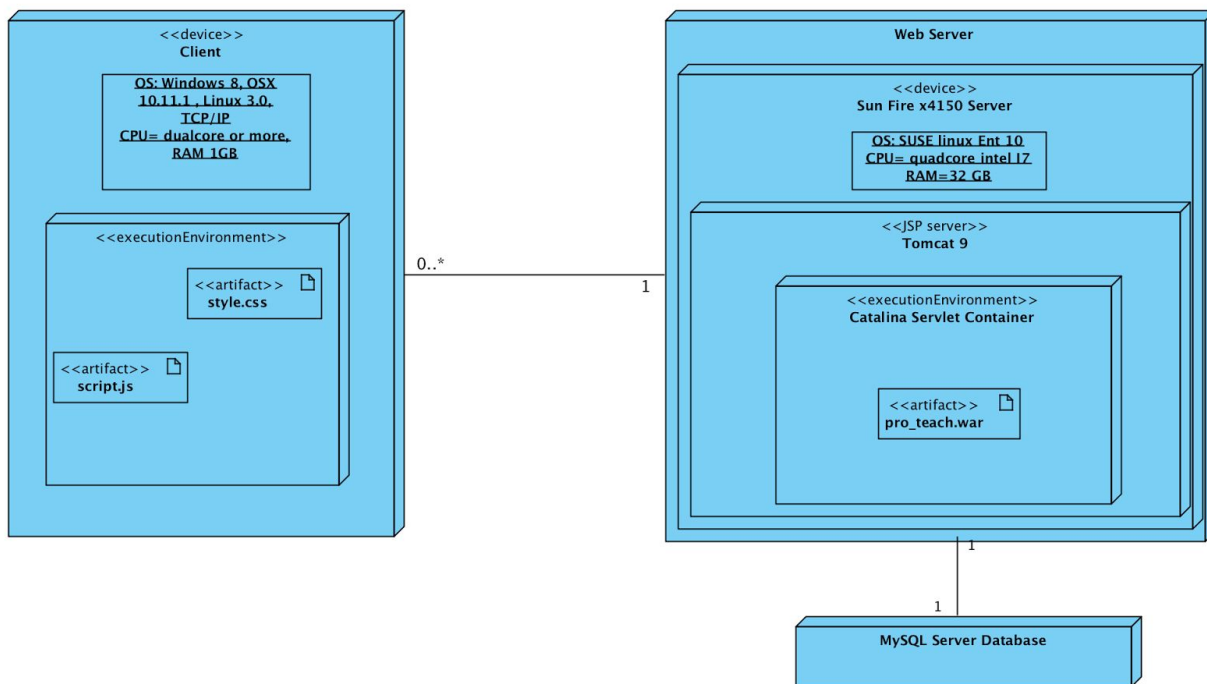 <<device>>
Client
OS: Windows 8, OSX
10.11.1 , Linux 3.0,
TCP/IP
CPU= dualcore or more,
RAM 1GB
<<executionEnvironment>>
<<artifact>>
style.css
<<artifact>>
script.js
0..*
1
Web Server
<<device>>
Sun Fire x4150 Server
OS: SUSE linux Ent 10
CPU= quadcore intel I7
RAM=32 GB
<<JSP server>>
Tomcat 9
<<executionEnvironment>>
Catalina Servlet Container
<<artifact>>
pro_teach.war
1
1
MySQL Server Database